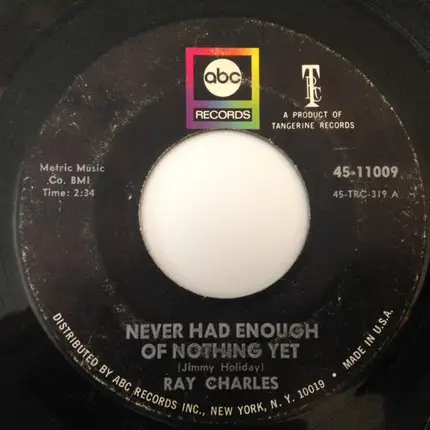 abc
RECORDS
TRC
A PRODUCT OF
TANGERINE RECORDS
Metric Music
Co. BMI
Time: 2:34
45-11009
45-TRC-319 A
NEVER HAD ENOUGH
OF NOTHING YET
(Jimmy Holiday)
RAY CHARLES
DISTRIBUTED BY ABC RECORDS INC., NEW YORK, N. Y. 10019 • MADE IN U.S.A.